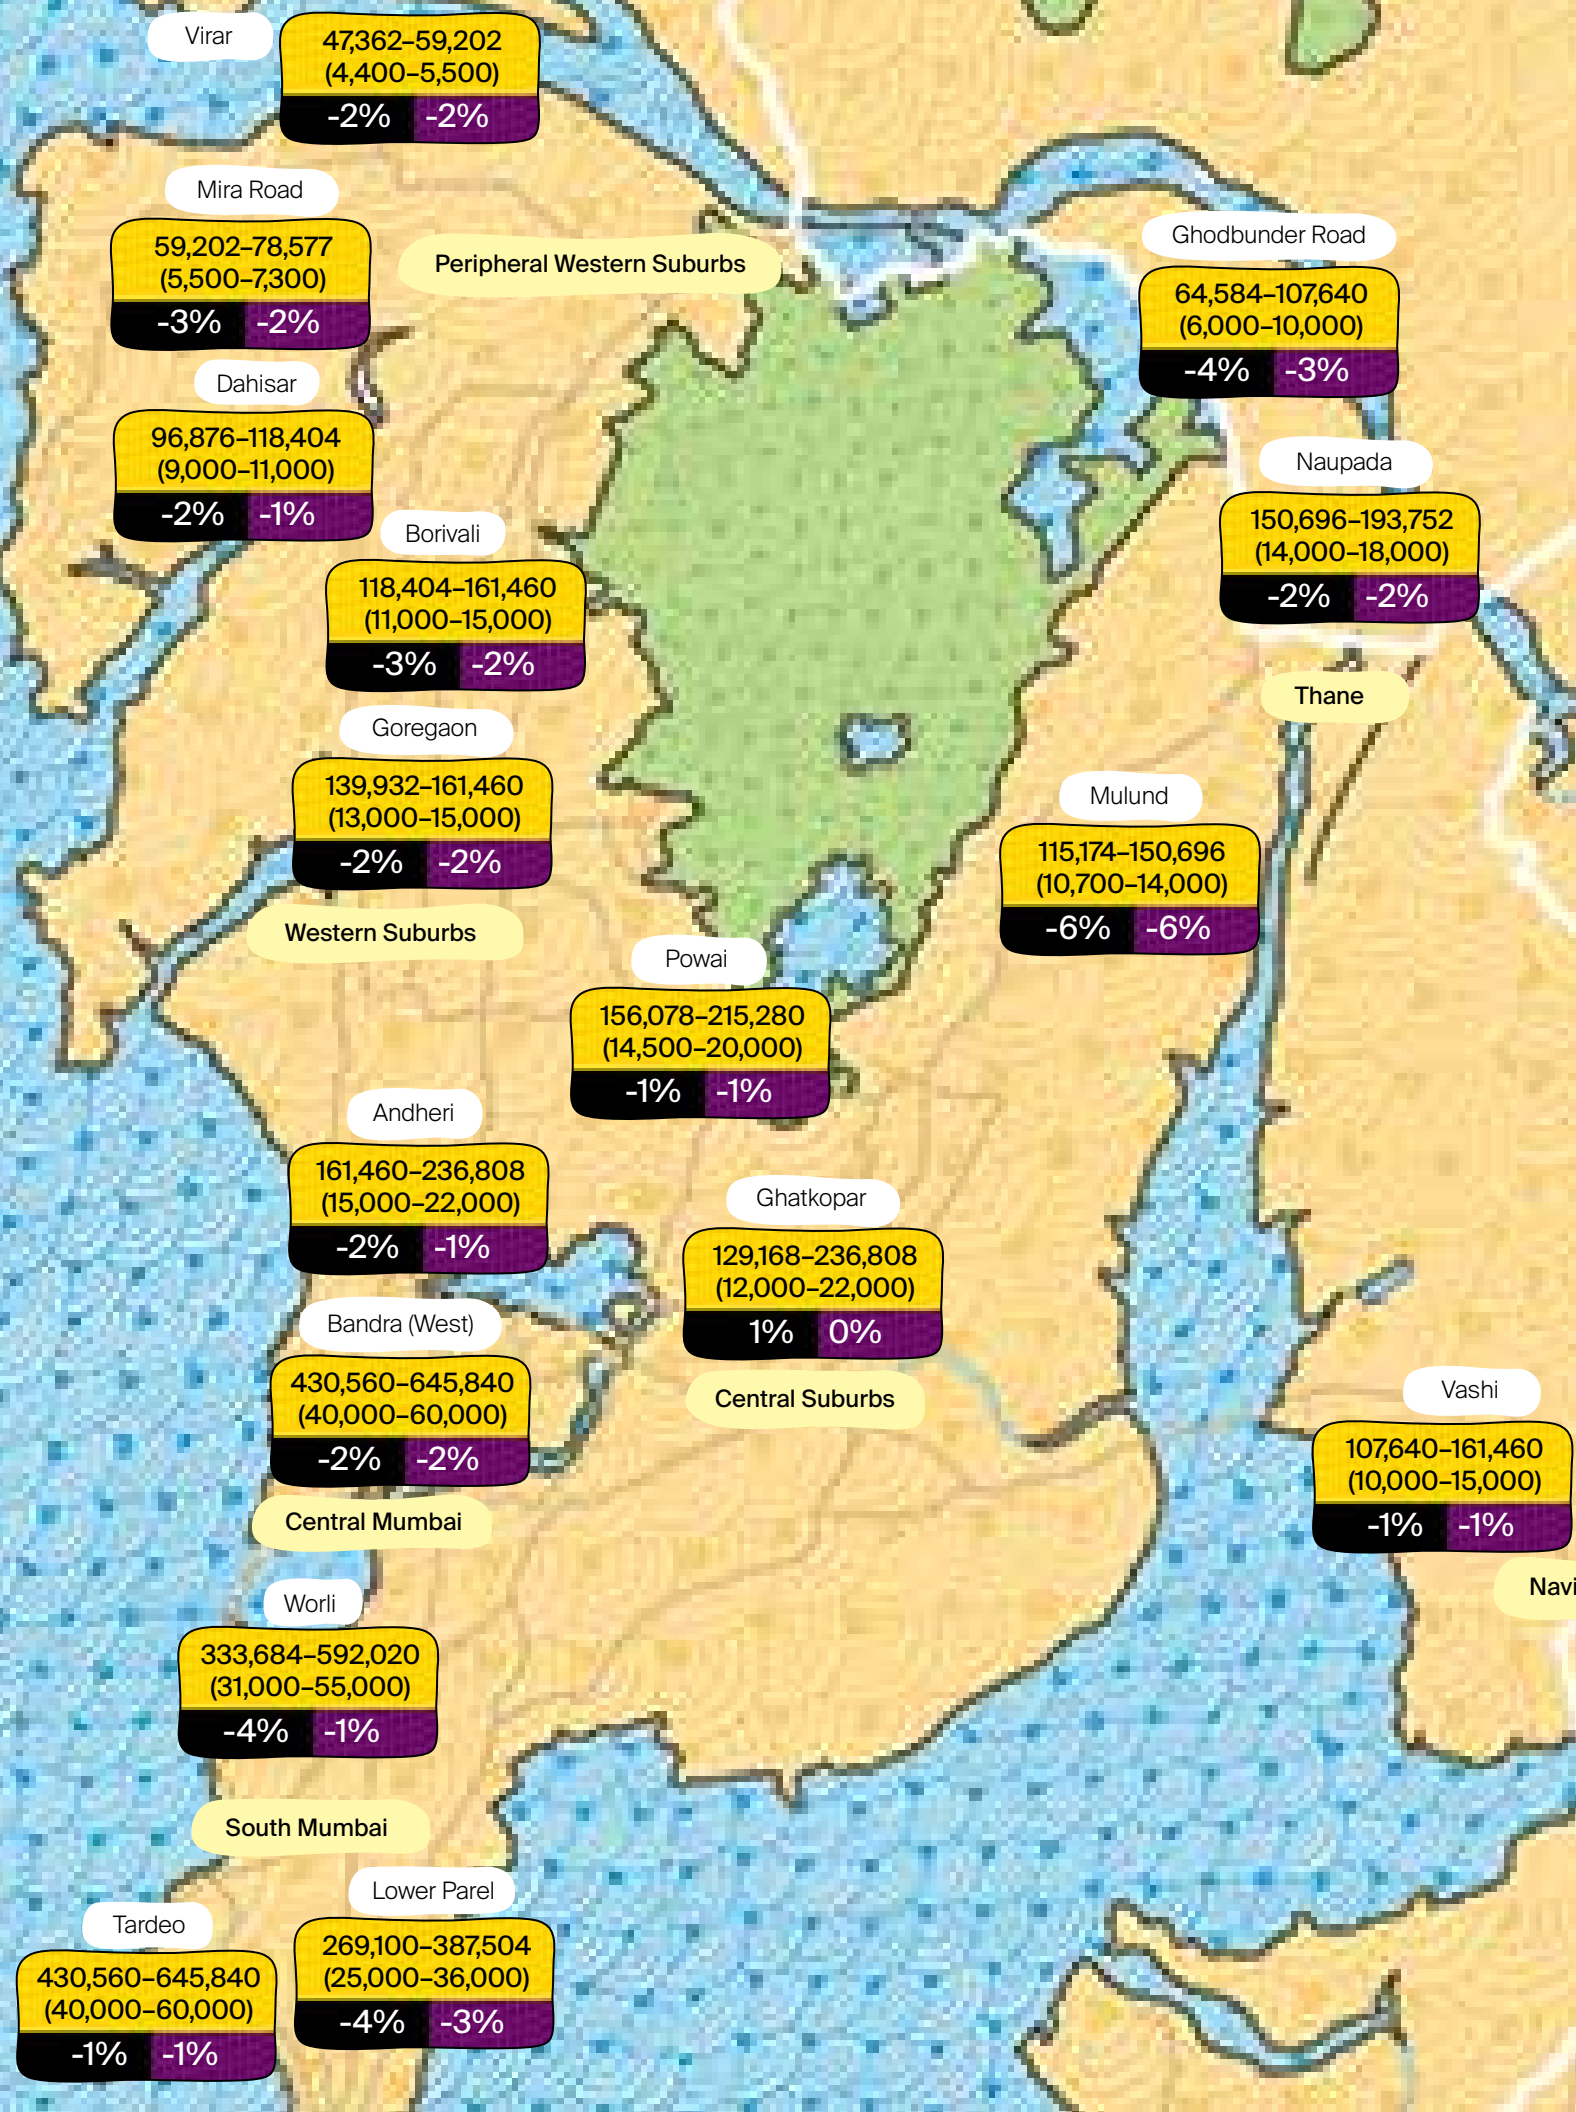 Virar
47,362–59,202
(4,400–5,500)
-2% -2%
Mira Road
59,202–78,577
(5,500–7,300)
-3% -2%
Peripheral Western Suburbs
Ghodbunder Road
64,584–107,640
(6,000–10,000)
-4% -3%
Dahisar
96,876–118,404
(9,000–11,000)
-2% -1%
Naupada
150,696–193,752
(14,000–18,000)
-2% -2%
Borivali
118,404–161,460
(11,000–15,000)
-3% -2%
Thane
Goregaon
139,932–161,460
(13,000–15,000)
-2% -2%
Mulund
115,174–150,696
(10,700–14,000)
-6% -6%
Western Suburbs
Powai
156,078–215,280
(14,500–20,000)
-1% -1%
Andheri
161,460–236,808
(15,000–22,000)
-2% -1%
Ghatkopar
129,168–236,808
(12,000–22,000)
1% 0%
Bandra (West)
430,560–645,840
(40,000–60,000)
-2% -2%
Central Suburbs
Vashi
107,640–161,460
(10,000–15,000)
-1% -1%
Central Mumbai
Navi
Worli
333,684–592,020
(31,000–55,000)
-4% -1%
South Mumbai
Lower Parel
269,100–387,504
(25,000–36,000)
-4% -3%
Tardeo
430,560–645,840
(40,000–60,000)
-1% -1%